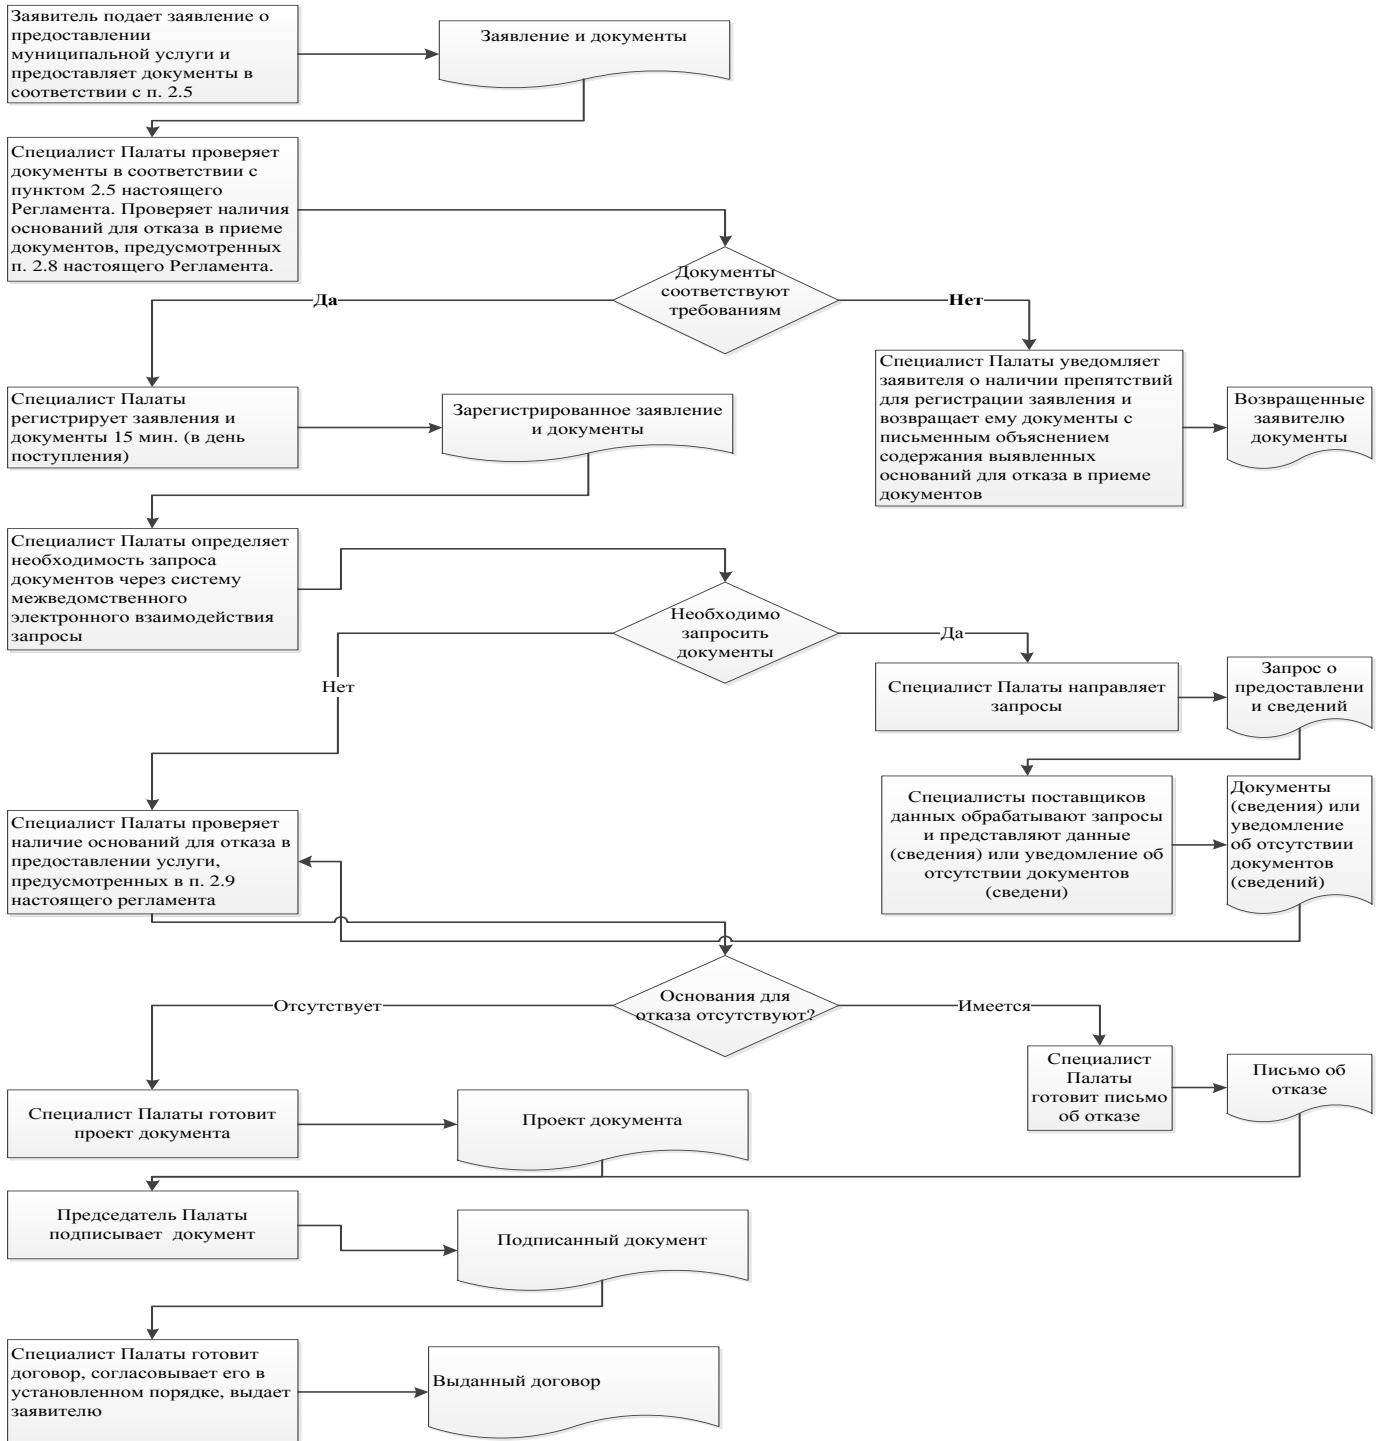 Заявитель подает заявление о
предоставлении
муниципальной услуги и
предоставляет документы в
соответствии с п. 2.5
Заявление и документы
Специалист Палаты проверяет
документы в соответствии с
пунктом 2.5 настоящего
Регламента. Проверяет наличия
оснований для отказа в приеме
документов, предусмотренных
п. 2.8 настоящего Регламента.
Документы
соответствуют
требованиям
Да
Нет
Специалист Палаты
регистрирует заявления и
документы 15 мин. (в день
поступления)
Зарегистрированное заявление
и документы
Специалист Палаты уведомляет
заявителя о наличии препятствий
для регистрации заявления и
возвращает ему документы с
письменным объяснением
содержания выявленных
оснований для отказа в приеме
документов
Возвращенные
заявителю
документы
Специалист Палаты определяет
необходимость запроса
документов через систему
межведомственного
электронного взаимодействия
запросы
Необходимо
запросить
документы
Да
Нет
Специалист Палаты направляет
запросы
Запрос о
предоставлени
и сведений
Специалисты поставщиков
данных обрабатывают запросы
и представляют данные
(сведения) или уведомление об
отсутствии документов
(сведени)
Документы
(сведения) или
уведомление
об отсутствии
документов
(сведений)
Специалист Палаты проверяет
наличие оснований для отказа в
предоставлении услуги,
предусмотренных в п. 2.9
настоящего регламента
Основания для
отказа отсутствуют?
Отсутствует
Имеется
Специалист
Палаты
готовит письмо
об отказе
Письмо об
отказе
Специалист Палаты готовит
проект документа
Проект документа
Председатель Палаты
подписывает документ
Подписанный документ
Специалист Палаты готовит
договор, согласовывает его в
установленном порядке, выдает
заявителю
Выданный договор